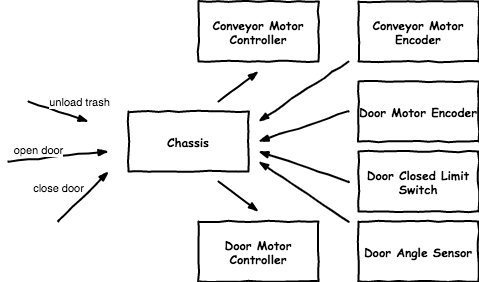 Conveyor Motor
Controller
Conveyor Motor
Encoder
unload trash
Door Motor Encoder
open door
Chassis
close door
Door Closed Limit
Switch
Door Motor
Controller
Door Angle Sensor